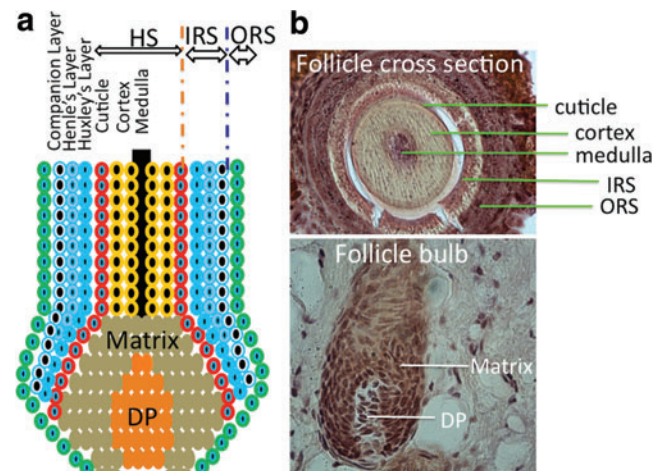 a
HS
IRS
ORS
Companion Layer
Henle's Layer
Huxley's Layer
Cuticle
Cortex
Medulla
Matrix
DP
b
Follicle cross section
cuticle
cortex
medulla
IRS
ORS
Follicle bulb
Matrix
DP